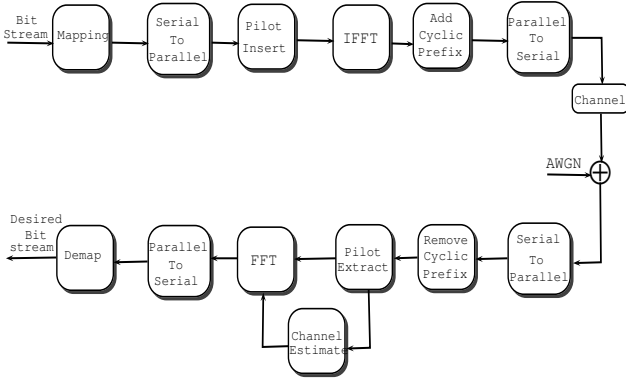 Bit
Stream
Mapping
Serial
To
Parallel
Pilot
Insert
IFFT
Add
Cyclic
Prefix
Parallel
To
Serial
Channel
AWGN
Desired
Bit
stream
Demap
Parallel
To
Serial
FFT
Pilot
Extract
Remove
Cyclic
Prefix
Serial
To
Parallel
Channel
Estimate